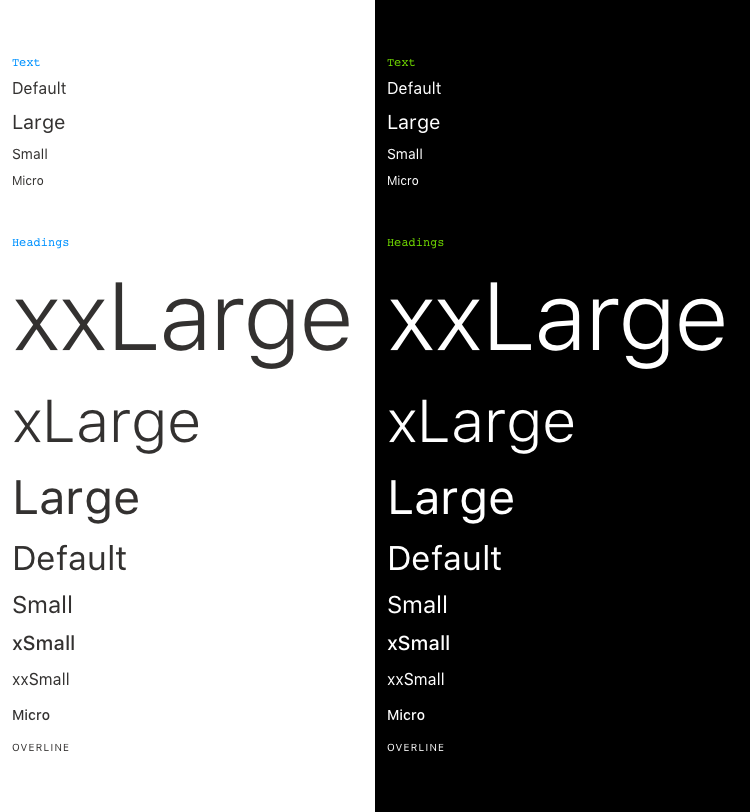 Text
Default
Large
Small
Micro
Headings
xxLarge
xLarge
Large
Default
Small
xSmall
xxSmall
Micro
OVERLINE
Text
Default
Large
Small
Micro
Headings
xxLarge
xLarge
Large
Default
Small
xSmall
xxSmall
Micro
OVERLINE